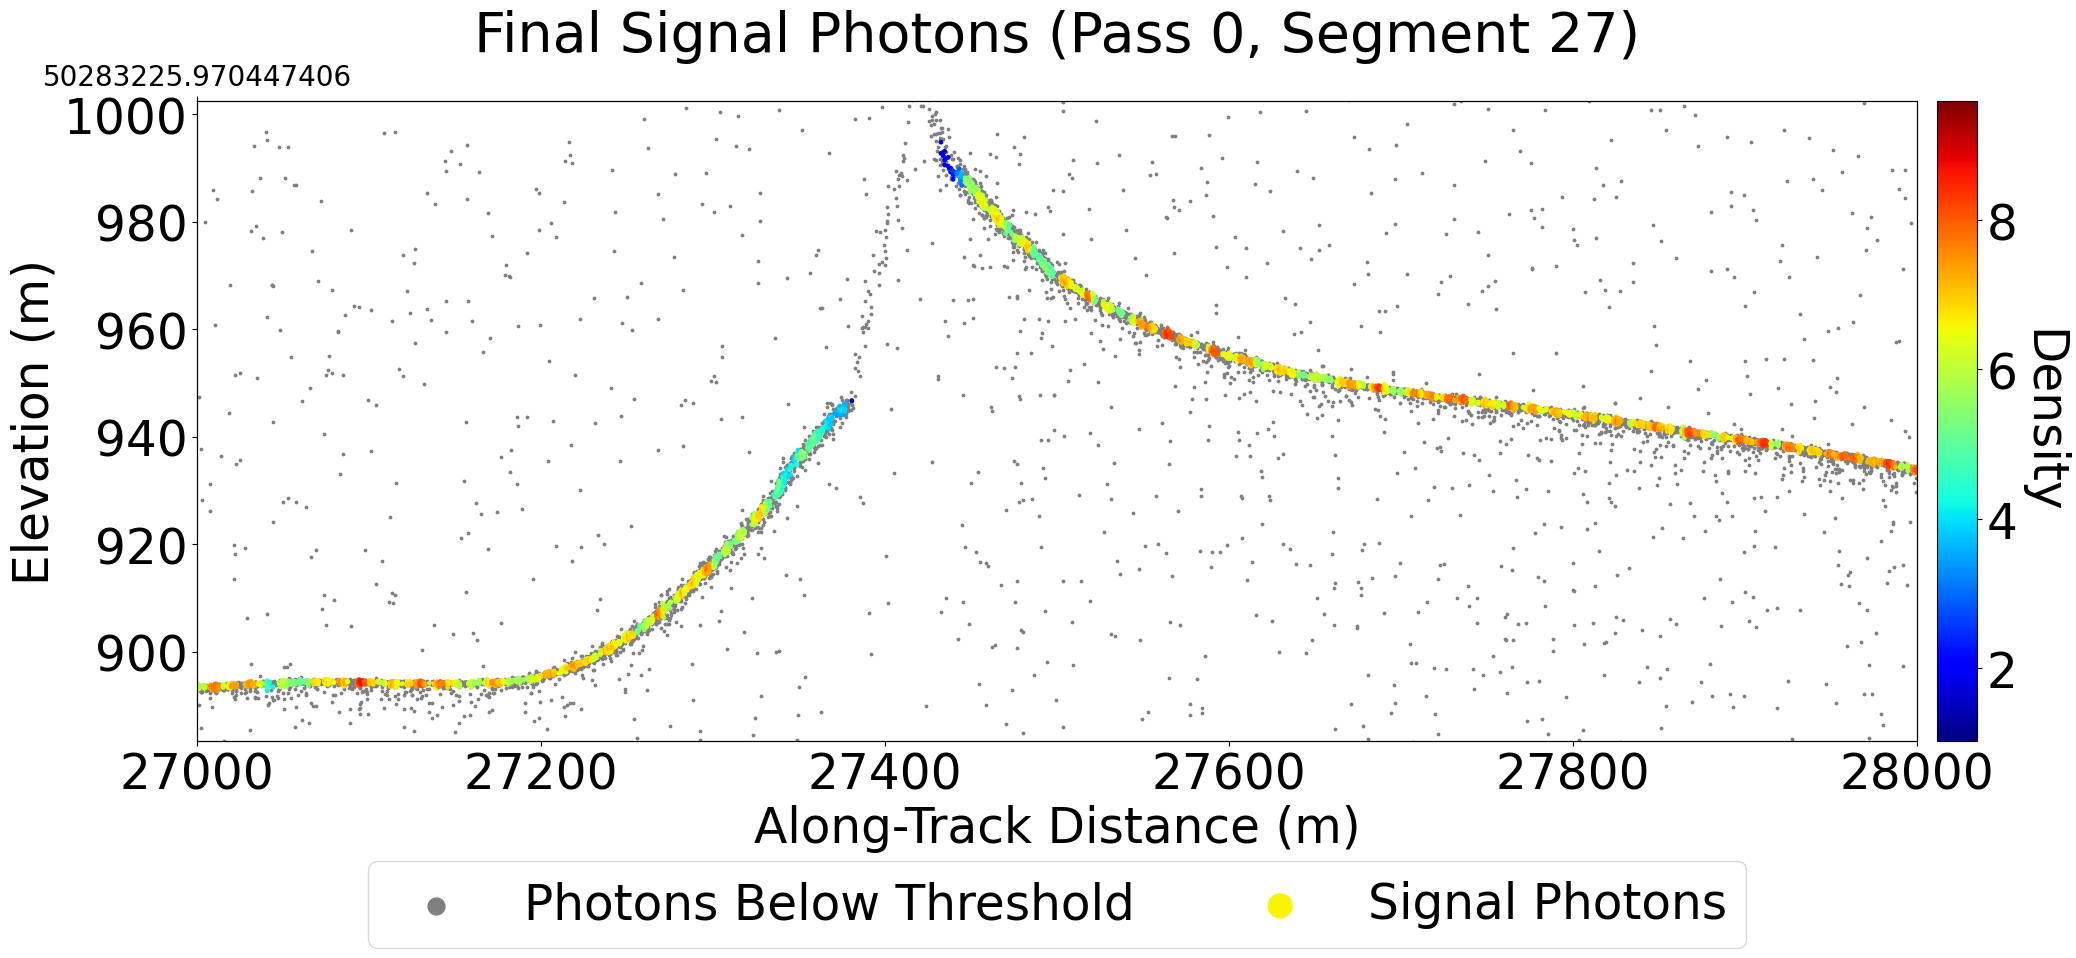 Final Signal Photons (Pass 0, Segment 27)
50283225.970447406
1000
980
960
940
920
900
Elevation (m)
27000 27200 27400 27600 27800 28000
Along-Track Distance (m)
8
6
4
2
Density
Photons Below Threshold Signal Photons